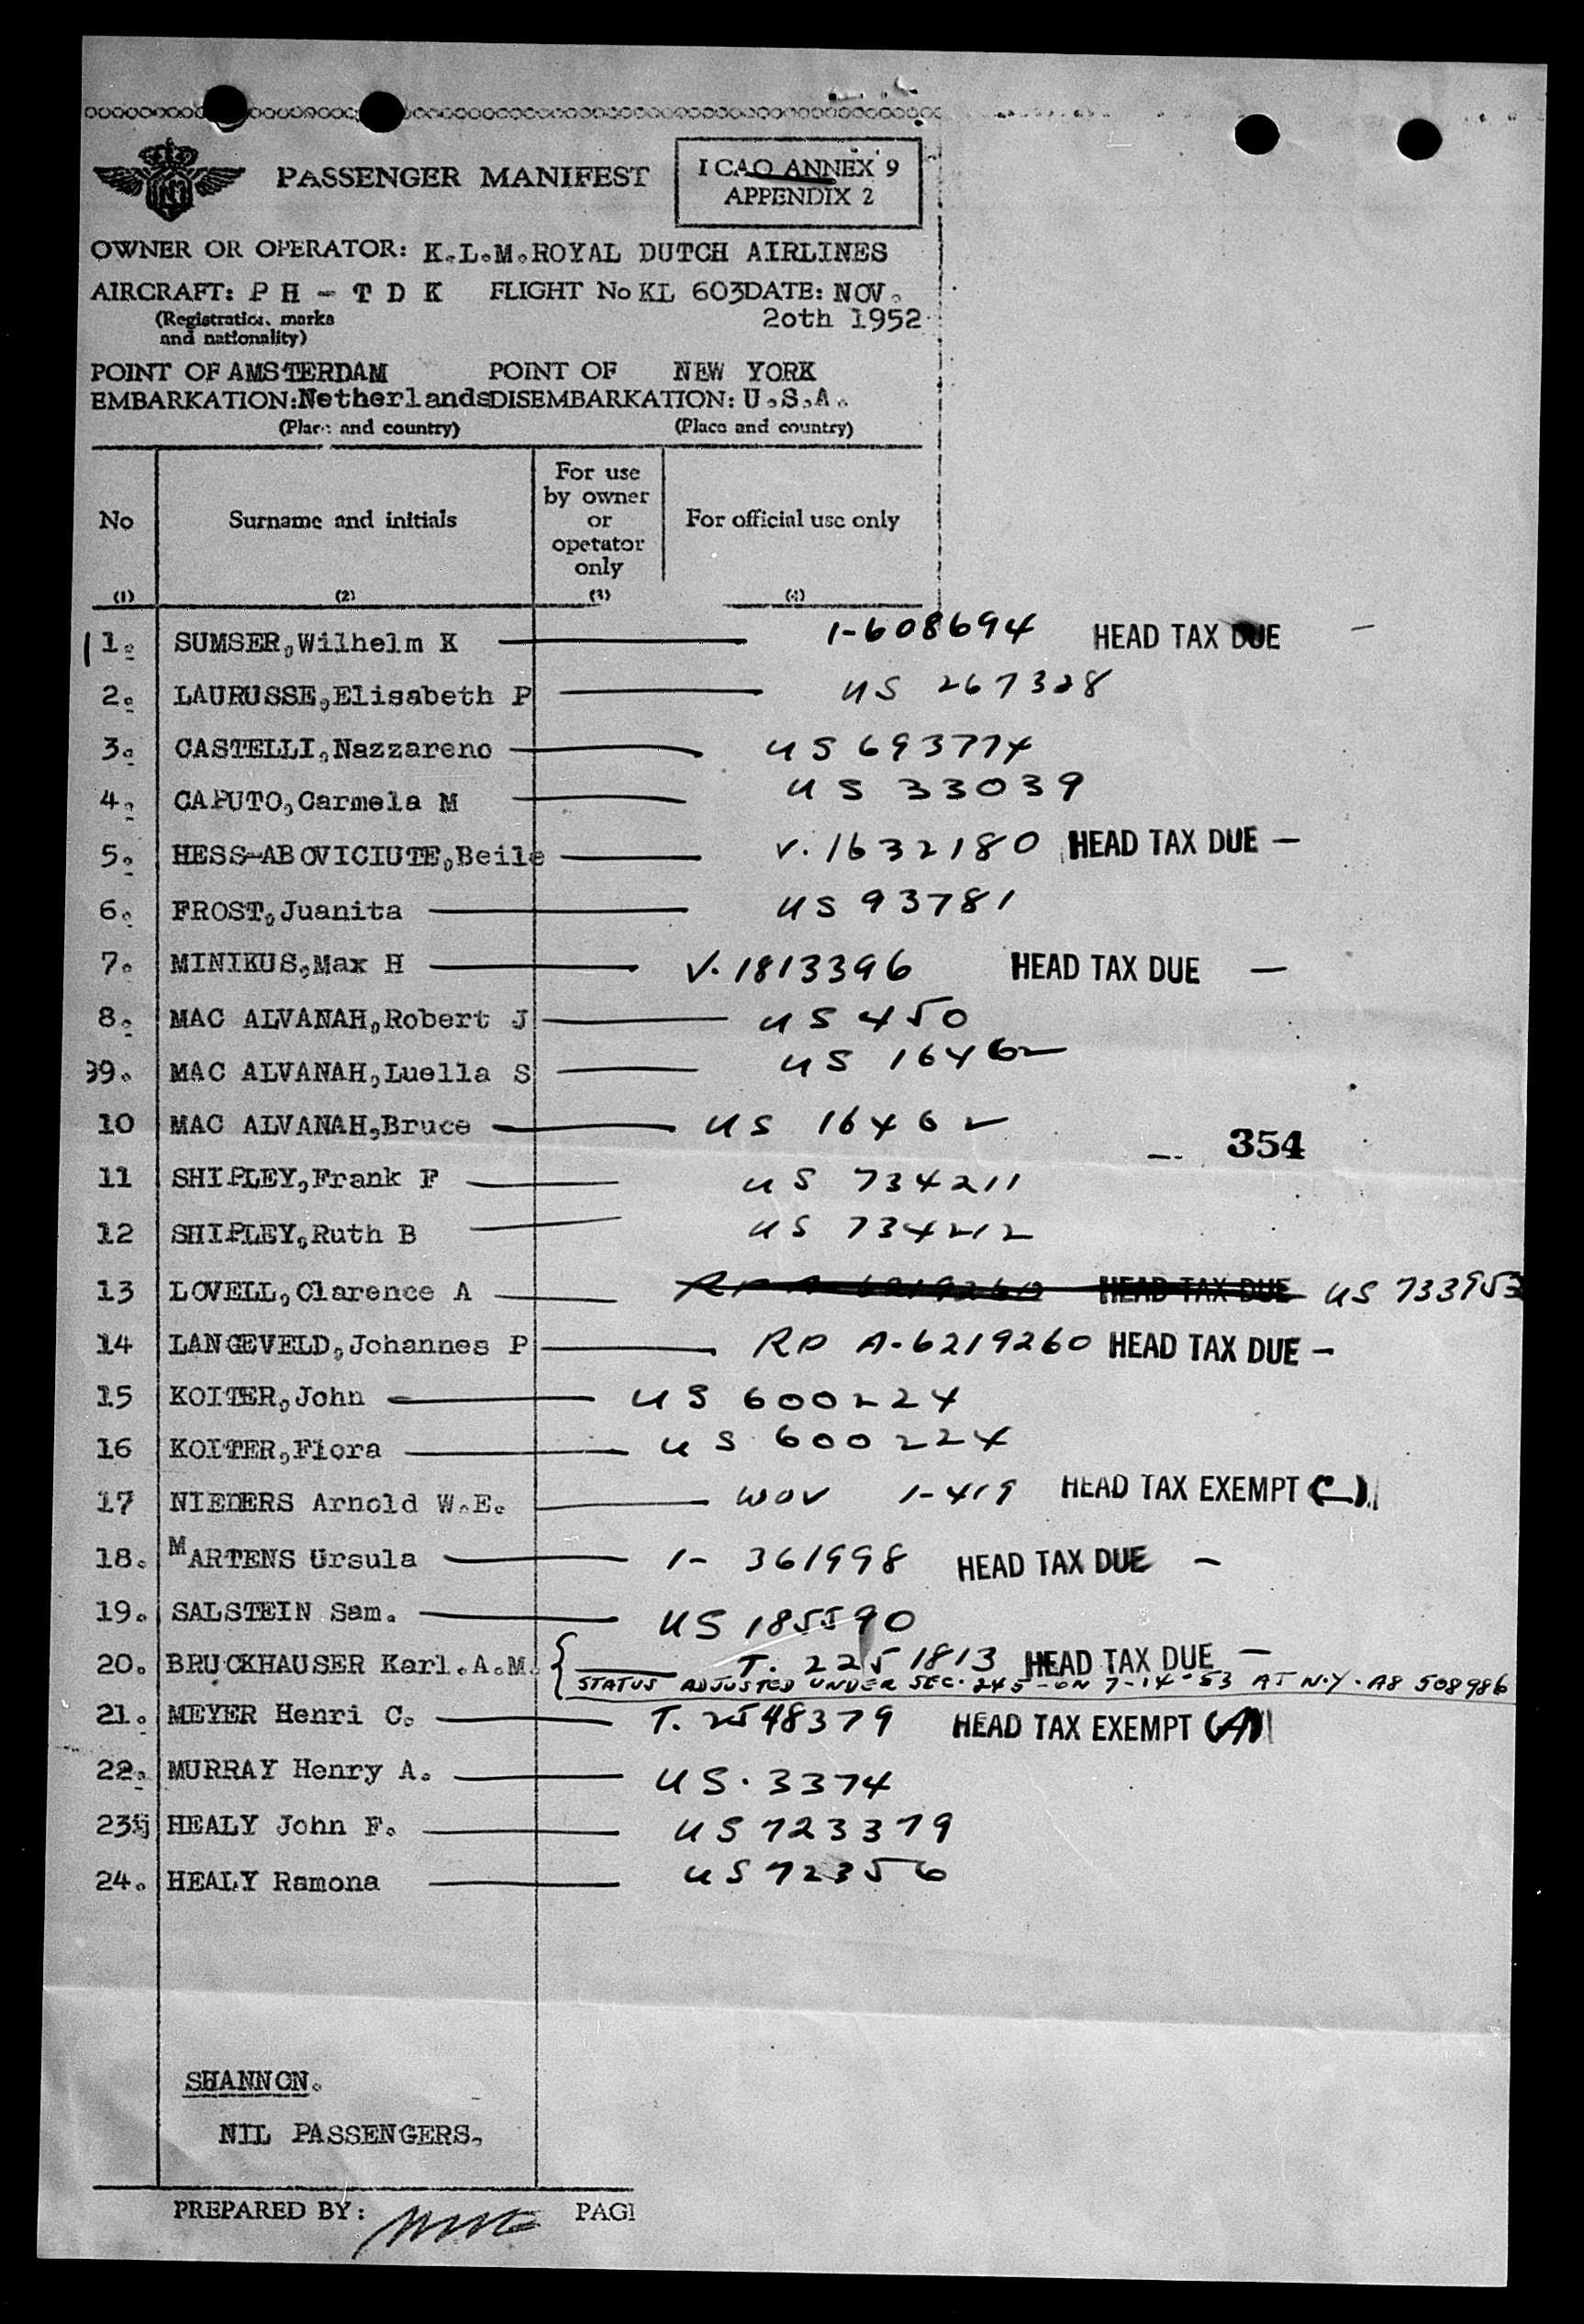 PASSENGER MANIFEST
I CAO ANNEX 9
APPENDIX 2
OWNER OR OPERATOR: K.L.M.ROYAL DUTCH AIRLINES
AIRCRAFT: P H - T D K FLIGHT No KL 603 DATE: NOV.
(Registration marks 20th 1952
and nationality)
POINT OF AMSTERDAM POINT OF NEW YORK
EMBARKATION: Netherlands DISEMBARKATION: U.S.A.
(Place and country) (Place and country)
No Surname and initials For use by owner or opetator only For official use only
(1) (2) (3) (4)
1. SUMSER,Wilhelm K 1-608694 HEAD TAX DUE -
2. LAURUSSE,Elisabeth P US 267328
3. CASTELLI,Nazzareno US 693774
4. CAPUTO,Carmela M US 33039
5. HESS-ABOVICIUTE,Beile V. 1632180 HEAD TAX DUE -
6. FROST,Juanita US 93781
7. MINIKUS,Max H V. 1813396 HEAD TAX DUE -
8. MAC ALVANAH,Robert J US 450
99. MAC ALVANAH,Luella S US 16462
10 MAC ALVANAH,Bruce US 16462
354
11 SHIPLEY,Frank F US 734211
12 SHIPLEY,Ruth B US 734212
13 LOVELL,Clarence A RP A-6219260 HEAD TAX DUE US 733953
14 LANGEVELD,Johannes P RP A-6219260 HEAD TAX DUE -
15 KOITER,John US 600224
16 KOITER,Flora US 600224
17 NIEDERS Arnold W.E. WOV 1-419 HEAD TAX EXEMPT (C)
18. MARTENS Ursula 1- 361998 HEAD TAX DUE -
19. SALSTEIN Sam. US 185590
20. BRUCKHAUSER Karl.A.M. T. 2251813 HEAD TAX DUE -
STATUS ADJUSTED UNDER SEC. 245 - ON 7-14-53 AT N.Y. A8 508986
21. MEYER Henri C. T. 2548379 HEAD TAX EXEMPT (A)
22. MURRAY Henry A. US. 3374
23. HEALY John F. US 723379
24. HEALY Ramona US 72356
SHANNON.
NIL PASSENGERS.
PREPARED BY: PAGE